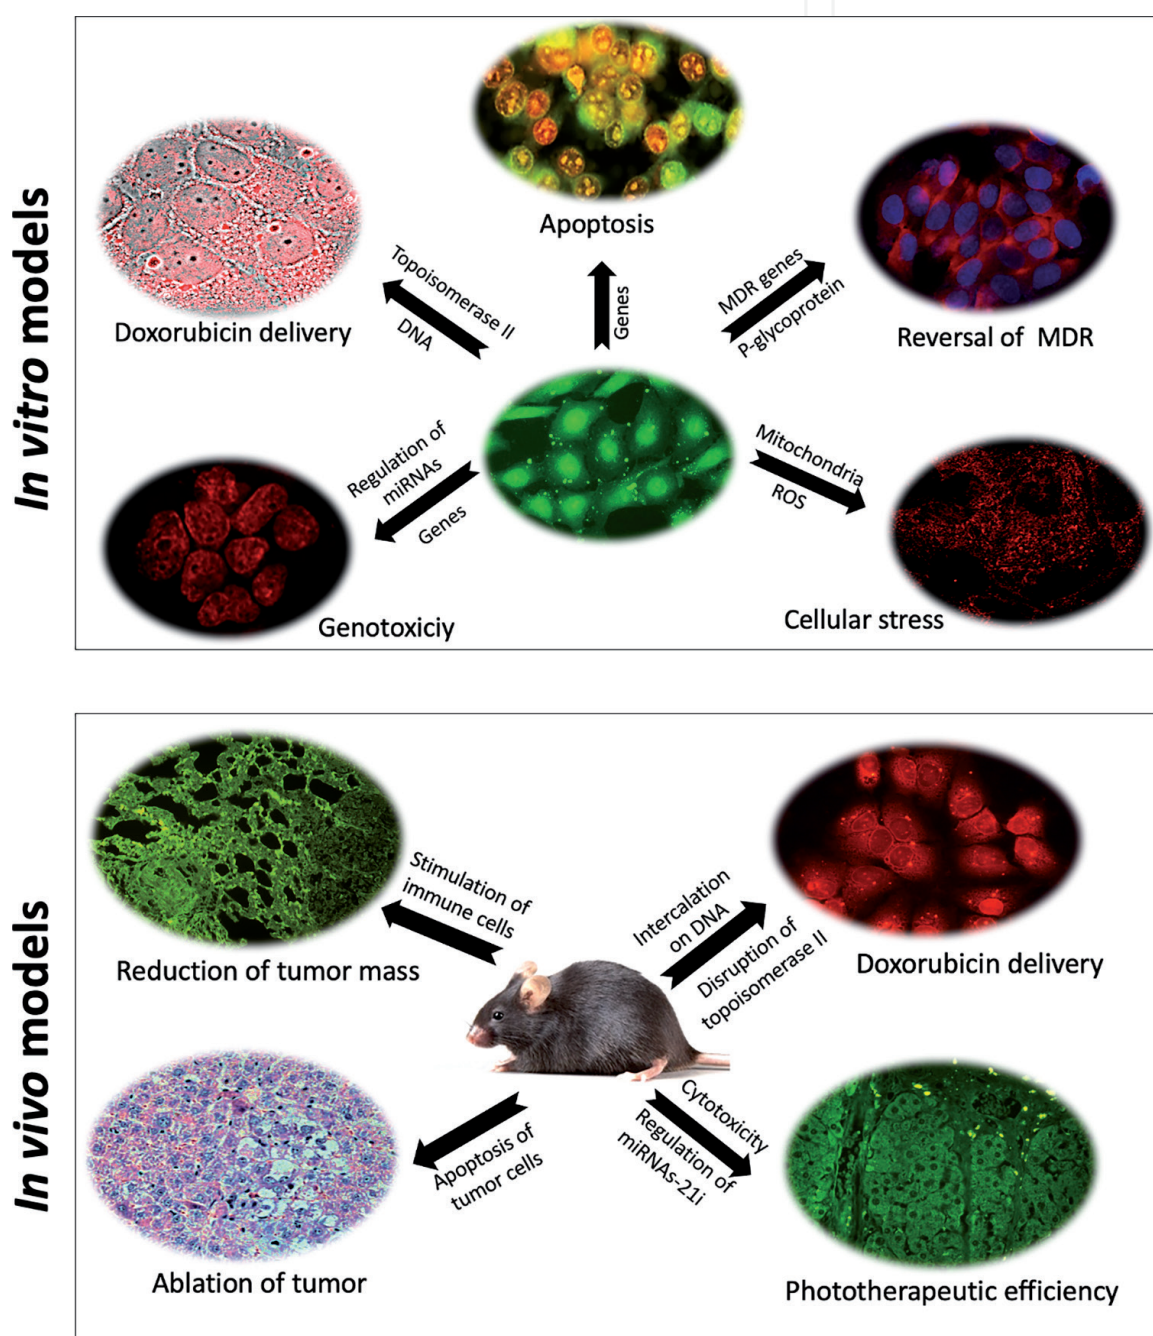 In vitro models
Apoptosis
Doxorubicin delivery
Topoisomerase II
DNA
Genes
MDR genes
P-glycoprotein
Reversal of MDR
Regulation of
miRNAs
Genes
Genotoxiciy
Mitochondria
ROS
Cellular stress
In vivo models
Reduction of tumor mass
Stimulation of
immune cells
Intercalation
on DNA
Disruption of
topoisomerase II
Doxorubicin delivery
Apoptosis of
tumor cells
Ablation of tumor
Cytotoxicity
Regulation of
miRNAs-21i
Phototherapeutic efficiency